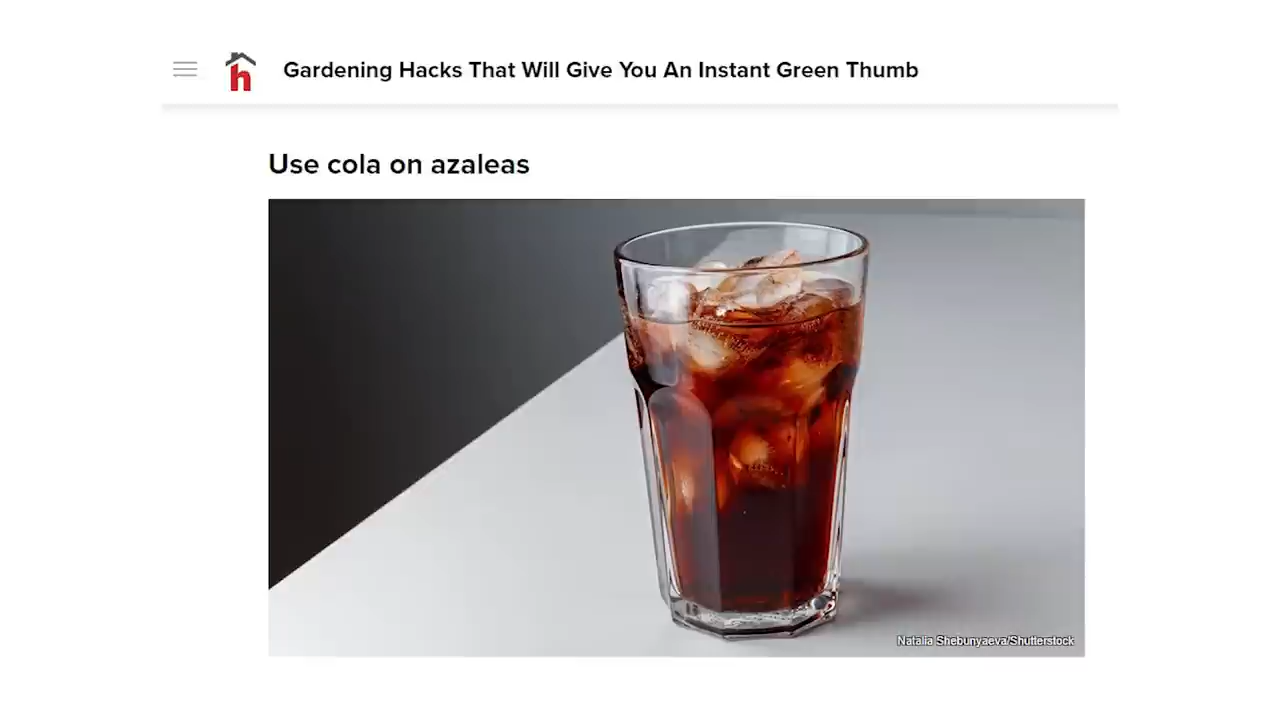 h
Gardening Hacks That Will Give You An Instant Green Thumb
Use cola on azaleas
Natalia Shebunyaeva/Shutterstock